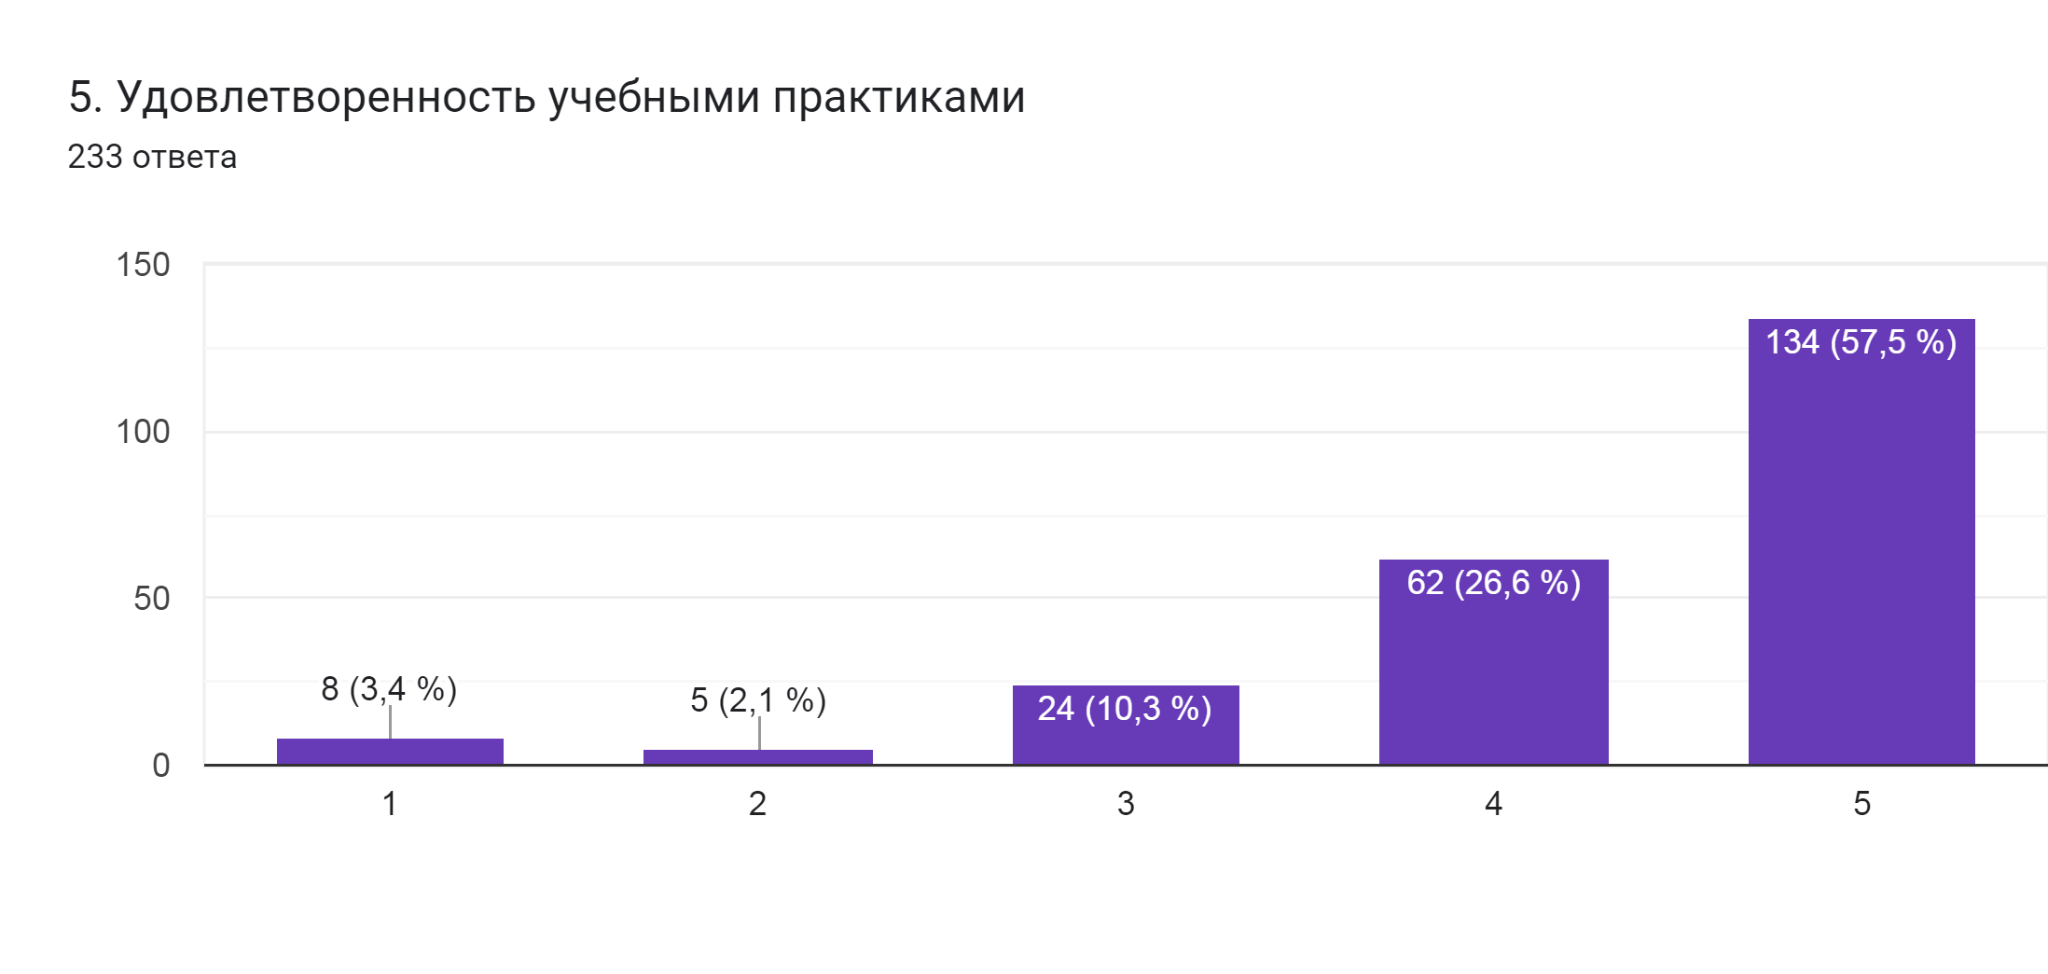 5. Удовлетворенность учебными практиками
233 ответа
150
100
50
0
8 (3,4 %)
5 (2,1 %)
24 (10,3 %)
62 (26,6 %)
134 (57,5 %)
1
2
3
4
5